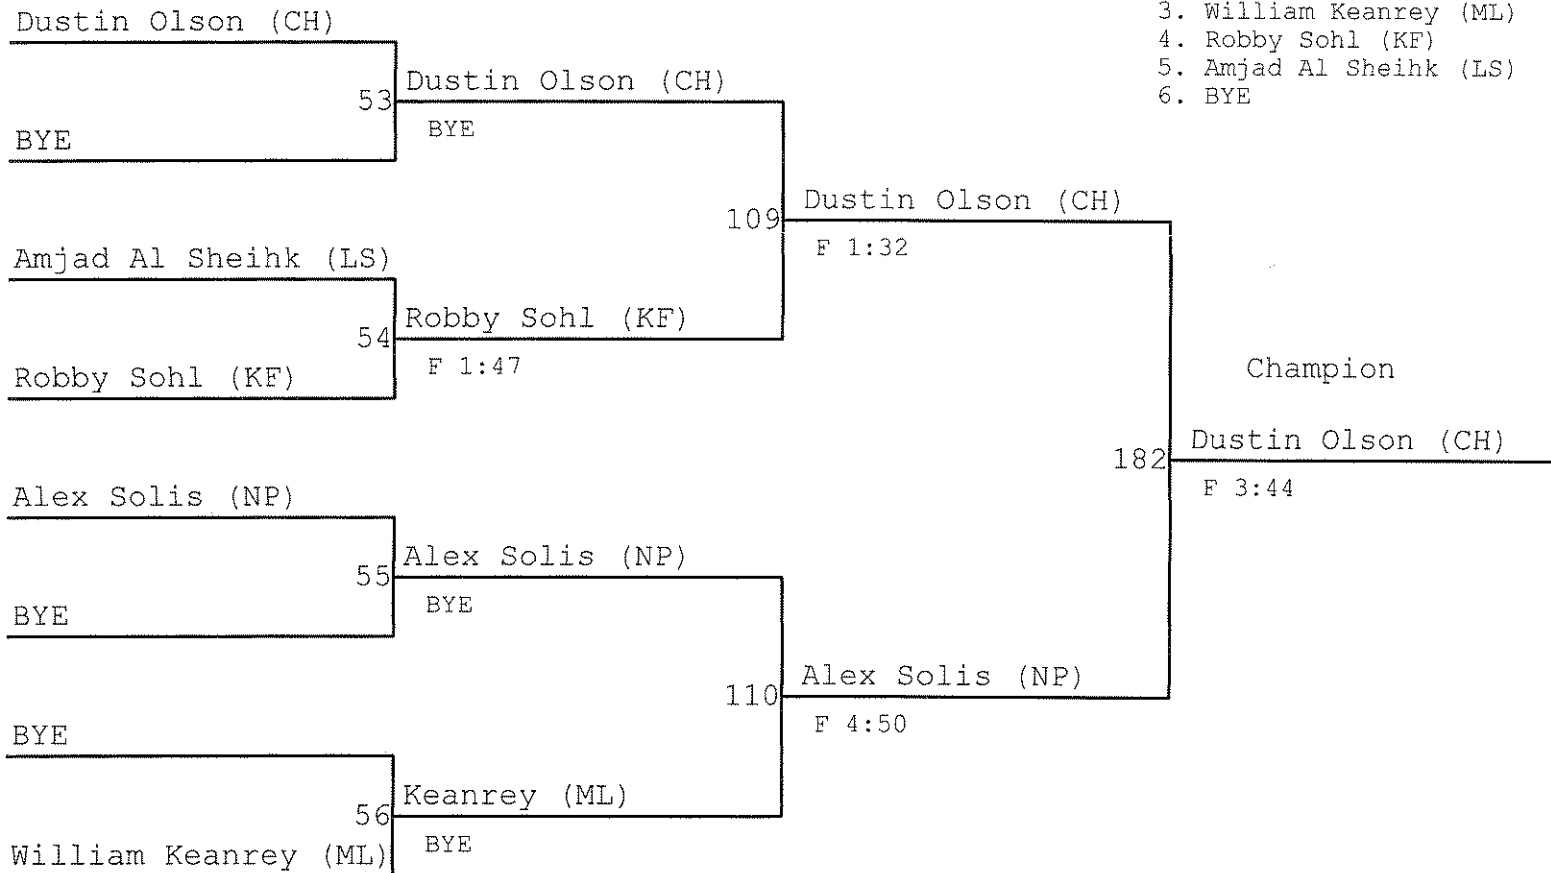 Dustin Olson (CH)
53
BYE
Dustin Olson (CH)
BYE
Amjad Al Sheihk (LS)
54
Robby Sohl (KF)
Robby Sohl (KF)
F 1:47
109
Dustin Olson (CH)
F 1:32
Alex Solis (NP)
55
BYE
Alex Solis (NP)
BYE
BYE
56
William Keanrey (ML)
Keanrey (ML)
BYE
110
Alex Solis (NP)
F 4:50
182
Champion
Dustin Olson (CH)
F 3:44
3. William Keanrey (ML)
4. Robby Sohl (KF)
5. Amjad Al Sheihk (LS)
6. BYE